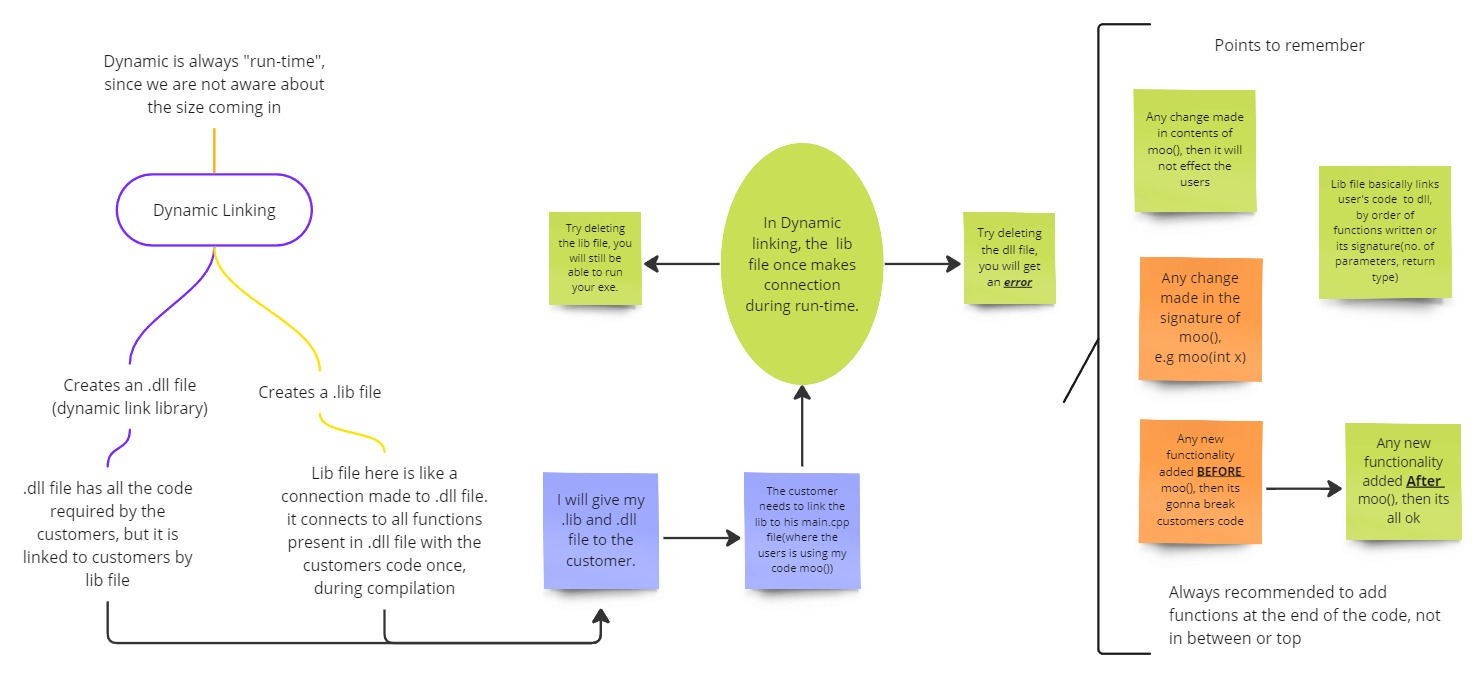 Dynamic is always "run-time",
since we are not aware about
the size coming in
Dynamic Linking
Creates an .dll file
(dynamic link library)
Creates a .lib file
.dll file has all the code
required by the
customers, but it is
linked to customers by
lib file
Lib file here is like a
connection made to .dll file.
it connects to all functions
present in .dll file with the
customers code once,
during compilation
I will give my
.lib and .dll
file to the
customer.
The customer
needs to link the
lib to his main.cpp
file(where the
users is using my
code moo())
In Dynamic
linking, the lib
file once makes
connection
during run-time.
Try deleting
the lib file, you
will still be
able to run
your exe.
Try deleting
the dll file,
you will get
an error
Points to remember
Any change made
in contents of
moo(), then it will
not effect the
users
Lib file basically links
user's code to dll,
by order of
functions written or
its signature(no. of
parameters, return
type)
Any change
made in the
signature of
moo(),
e.g moo(int x)
Any new
functionality
added BEFORE
moo(), then its
gonna break
customers code
Any new
functionality
added After
moo(), then its
all ok
Always recommended to add
functions at the end of the code, not
in between or top